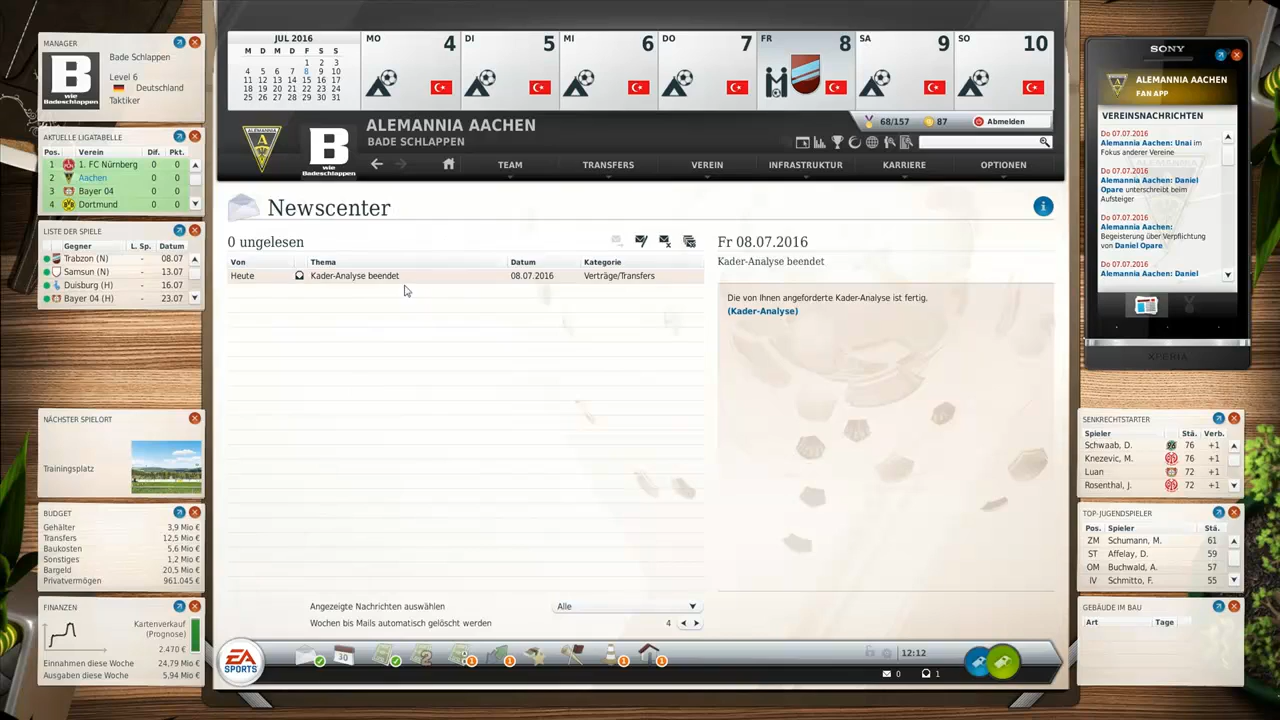 MANAGER
Bade Schlappen
Level 6
Deutschland
Taktiker
B
wie
Badeschlappen
AKTUELLE LIGATABELLE
Pos. Verein Dif. Pkt.
1 1. FC Nürnberg 0 0
2 Aachen 0 0
3 Bayer 04 0 0
4 Dortmund 0 0
LISTE DER SPIELE
Gegner L. Sp. Datum
Trabzon (N) - 08.07
Samsun (N) - 13.07
Duisburg (H) - 16.07
Bayer 04 (H) - 23.07
NÄCHSTER SPIELORT
Trainingsplatz
BUDGET
Gehälter 3,9 Mio €
Transfers 12,5 Mio €
Baukosten 5,6 Mio €
Sonstiges 1,2 Mio €
Bargeld 20,5 Mio €
Privatvermögen 961.045 €
FINANZEN
Kartenverkauf
(Prognose)
2.470 €
Einnahmen diese Woche 24,79 Mio €
Ausgaben diese Woche 5,94 Mio €
JUL 2016
M D M D F S S
1 2 3
4 5 6 7 8 9 10
11 12 13 14 15 16 17
18 19 20 21 22 23 24
25 26 27 28 29 30 31
MO 4 DI 5 MI 6 DO 7 FR 8 SA 9 SO 10
68/157 87 Abmelden
ALEMANNIA AACHEN
BADE SCHLAPPEN
B
wie
Badeschlappen
TEAM TRANSFERS VEREIN INFRASTRUKTUR KARRIERE OPTIONEN
Newscenter
0 ungelesen
Von Thema Datum Kategorie
Heute Kader-Analyse beendet 08.07.2016 Verträge/Transfers
Fr 08.07.2016
Kader-Analyse beendet
Die von Ihnen angeforderte Kader-Analyse ist fertig.
(Kader-Analyse)
Angezeigte Nachrichten auswählen Alle
Wochen bis Mails automatisch gelöscht werden 4
EA
SPORTS
30
2
1 1 1 1
12:12
0 1
SONY
ALEMANNIA AACHEN
FAN APP
VEREINSNACHRICHTEN
Do 07.07.2016
Alemannia Aachen: Unai im
Fokus anderer Vereine
Do 07.07.2016
Alemannia Aachen: Daniel
Opare unterschreibt beim
Aufsteiger
Do 07.07.2016
Alemannia Aachen:
Begeisterung über Verpflichtung
von Daniel Opare
Do 07.07.2016
Alemannia Aachen: Daniel
XPERIA
SENKRECHTSTARTER
Spieler Stä. Verb.
Schwaab, D. 76 +1
Knezevic, M. 76 +1
Luan 72 +1
Rosenthal, J. 72 +1
TOP-JUGENDSPIELER
Pos. Spieler Stä.
ZM Schumann, M. 61
ST Affelay, D. 59
OM Buchwald, A. 57
IV Schmitto, F. 55
GEBÄUDE IM BAU
Art Tage